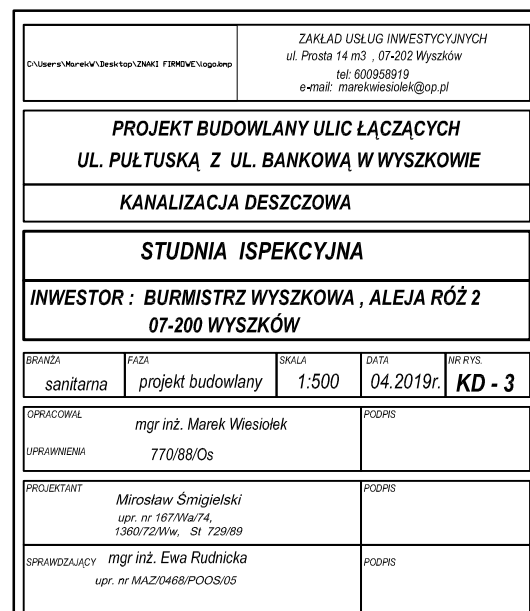 C:\Users\MarekW\Desktop\ZNAKI FIRMOWE\logo.bmp
ZAKŁAD USŁUG INWESTYCYJNYCH
ul. Prosta 14 m3 , 07-202 Wyszków
tel: 600958919
e-mail: marekwiesiolek@op.pl
PROJEKT BUDOWLANY ULIC ŁĄCZĄCYCH
UL. PUŁTUSKĄ Z UL. BANKOWĄ W WYSZKOWIE
KANALIZACJA DESZCZOWA
STUDNIA ISPEKCYJNA
INWESTOR : BURMISTRZ WYSZKOWA , ALEJA RÓŻ 2
07-200 WYSZKÓW
BRANŻA FAZA SKALA DATA NR RYS.
sanitarna projekt budowlany 1:500 04.2019r. KD - 3
OPRACOWAŁ PODPIS
mgr inż. Marek Wiesiołek
UPRAWNIENIA 770/88/Os
PROJEKTANT PODPIS
Mirosław Śmigielski
upr. nr 167/Wa/74,
1360/72/Ww, St 729/89
SPRAWDZAJĄCY mgr inż. Ewa Rudnicka PODPIS
upr. nr MAZ/0468/POOS/05